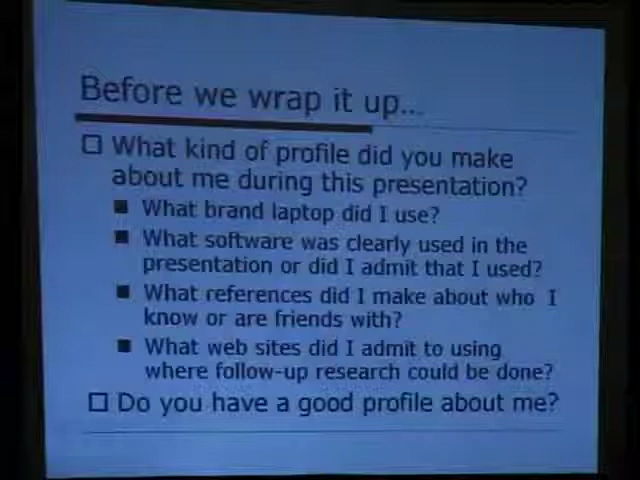 Before we wrap it up...
What kind of profile did you make
about me during this presentation?
What brand laptop did I use?
What software was clearly used in the
presentation or did I admit that I used?
What references did I make about who I
know or are friends with?
What web sites did I admit to using
where follow-up research could be done?
Do you have a good profile about me?